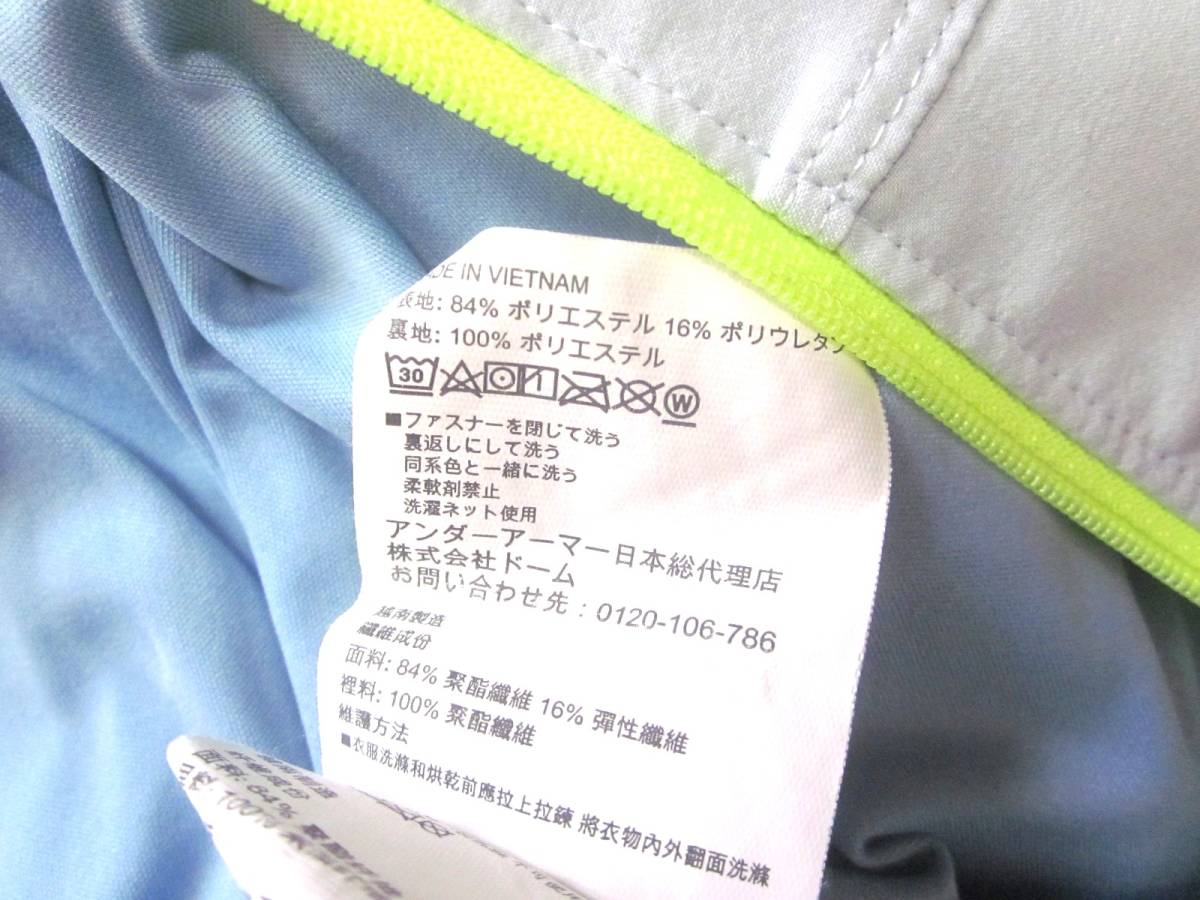 MADE IN VIETNAM
表地: 84% ポリエステル 16% ポリウレタン
裏地: 100% ポリエステル
30 W
■ファスナーを閉じて洗う
裏返しにして洗う
同系色と一緒に洗う
柔軟剤禁止
洗濯ネット使用
アンダーアーマー日本総代理店
株式会社ドーム
お問い合わせ先：0120-106-786
越南製造
纖維成份
面料: 84% 聚酯纖維 16% 彈性纖維
裡料: 100% 聚酯纖維
維護方法
■衣服洗滌和烘乾前應拉上拉鍊 將衣物內外翻面洗滌
面料: 84%
100%